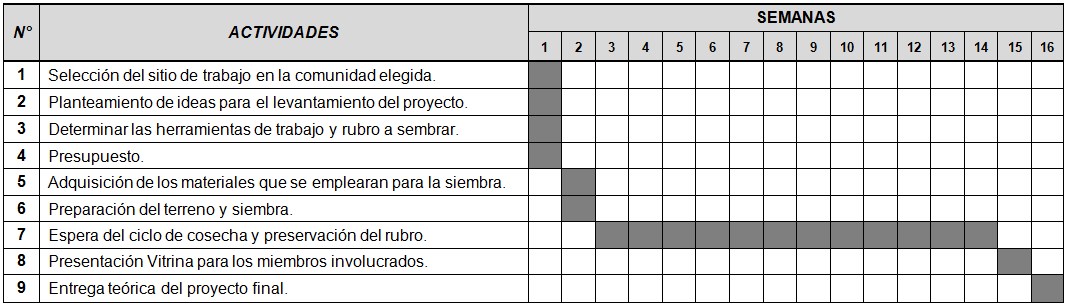 N° ACTIVIDADES SEMANAS
1 2 3 4 5 6 7 8 9 10 11 12 13 14 15 16
1 Selección del sitio de trabajo en la comunidad elegida.
2 Planteamiento de ideas para el levantamiento del proyecto.
3 Determinar las herramientas de trabajo y rubro a sembrar.
4 Presupuesto.
5 Adquisición de los materiales que se emplearan para la siembra.
6 Preparación del terreno y siembra.
7 Espera del ciclo de cosecha y preservación del rubro.
8 Presentación Vitrina para los miembros involucrados.
9 Entrega teórica del proyecto final.